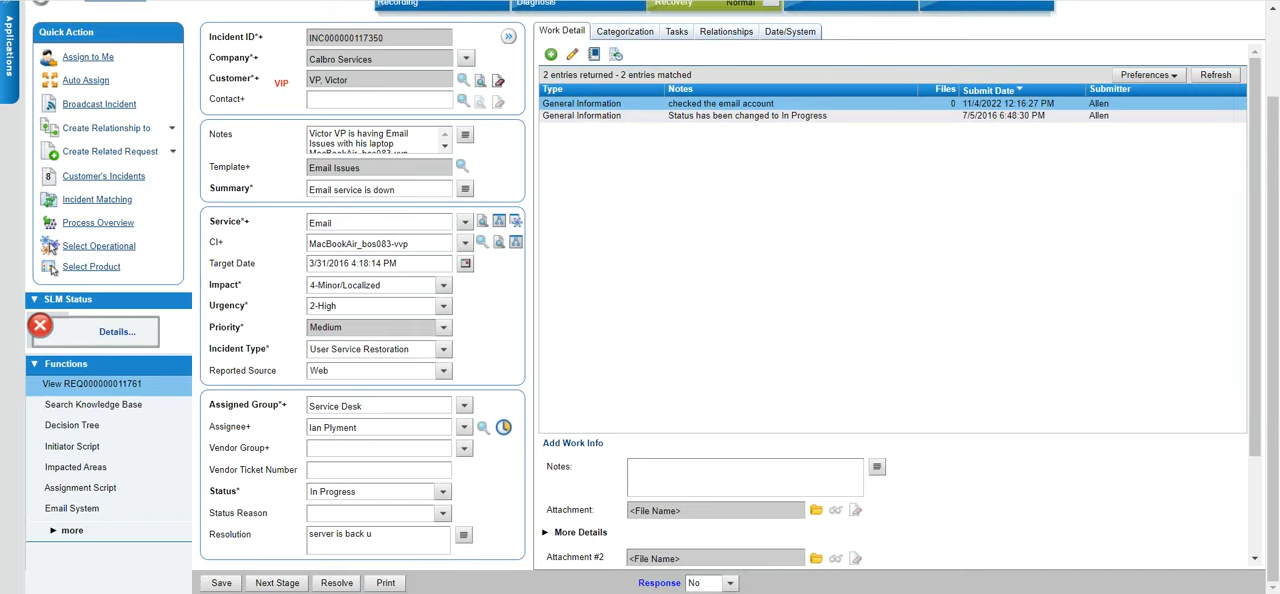 Recording
Diagnosis
Recovery
Normal
Applications
Quick Action
Assign to Me
Auto Assign
Broadcast Incident
Create Relationship to
Create Related Request
Customer's Incidents
Incident Matching
Process Overview
Select Operational
Select Product
SLM Status
Details...
Functions
View REQ000000011761
Search Knowledge Base
Decision Tree
Initiator Script
Impacted Areas
Assignment Script
Email System
more
Incident ID*+ INC000000117350
Company*+ Calbro Services
Customer*+ VIP VP, Victor
Contact+
Notes Victor VP is having Email
Issues with his laptop
MacBookAir_bos083-vvp
Template+ Email Issues
Summary* Email service is down
Service*+ Email
CI+ MacBookAir_bos083-vvp
Target Date 3/31/2016 4:18:14 PM
Impact* 4-Minor/Localized
Urgency* 2-High
Priority* Medium
Incident Type* User Service Restoration
Reported Source Web
Assigned Group*+ Service Desk
Assignee+ Ian Plyment
Vendor Group+
Vendor Ticket Number
Status* In Progress
Status Reason
Resolution server is back u
Work Detail Categorization Tasks Relationships Date/System
2 entries returned - 2 entries matched Preferences Refresh
Type Notes Files Submit Date Submitter
General Information checked the email account 0 11/4/2022 12:16:27 PM Allen
General Information Status has been changed to In Progress 7/5/2016 6:48:30 PM Allen
Add Work Info
Notes:
Attachment: <File Name>
More Details
Attachment #2 <File Name>
Save Next Stage Resolve Print Response No